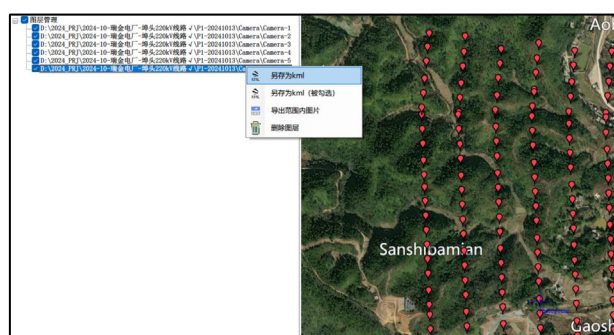 图层管理
D:\2024_PRJ\2024-10-瑞金电厂-埠头220kV线路√\P1-20241013\Camera\Camera-1
D:\2024_PRJ\2024-10-瑞金电厂-埠头220kV线路√\P1-20241013\Camera\Camera-2
D:\2024_PRJ\2024-10-瑞金电厂-埠头220kV线路√\P1-20241013\Camera\Camera-3
D:\2024_PRJ\2024-10-瑞金电厂-埠头220kV线路√\P1-20241013\Camera\Camera-4
D:\2024_PRJ\2024-10-瑞金电厂-埠头220kV线路√\P1-20241013\Camera\Camera-5
D:\2024_PRJ\2024-10-瑞金电厂-埠头220kV线路√\P1-20241013\Camera
另存为kml
另存为kml (被勾选)
导出范围内图片
删除图层
Sanshibamian